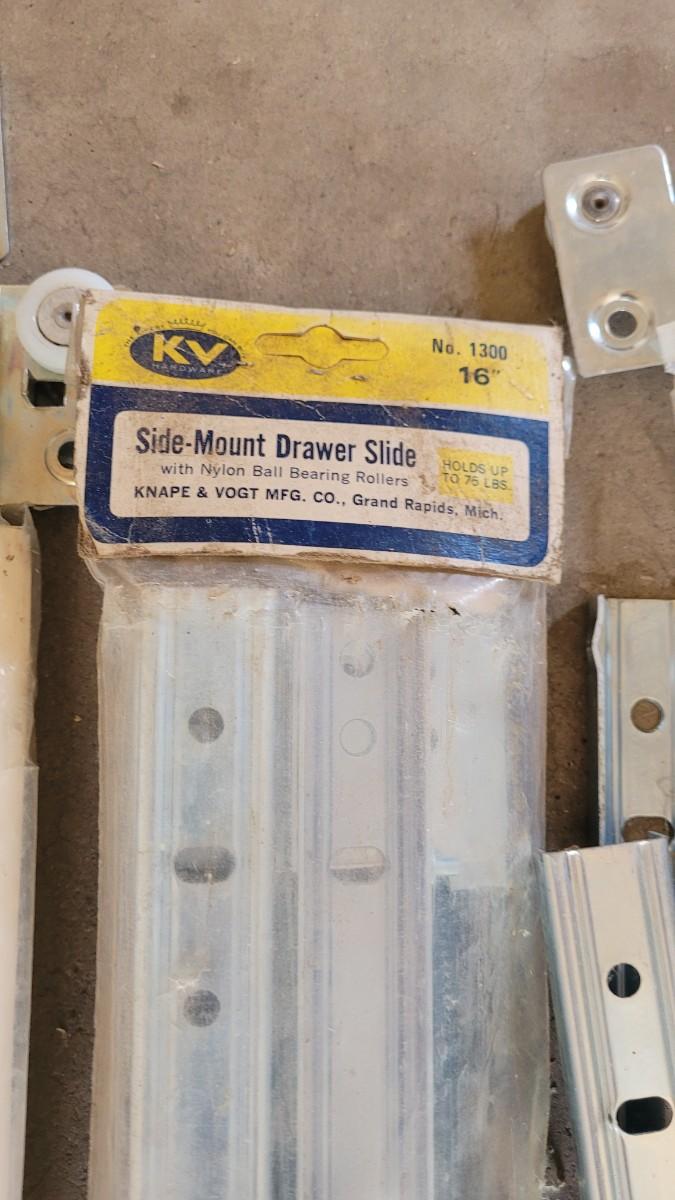 KV
HARDWARE
No. 1300
16"
Side-Mount Drawer Slide
with Nylon Ball Bearing Rollers
HOLDS UP
TO 75 LBS.
KNAPE & VOGT MFG. CO., Grand Rapids, Mich.